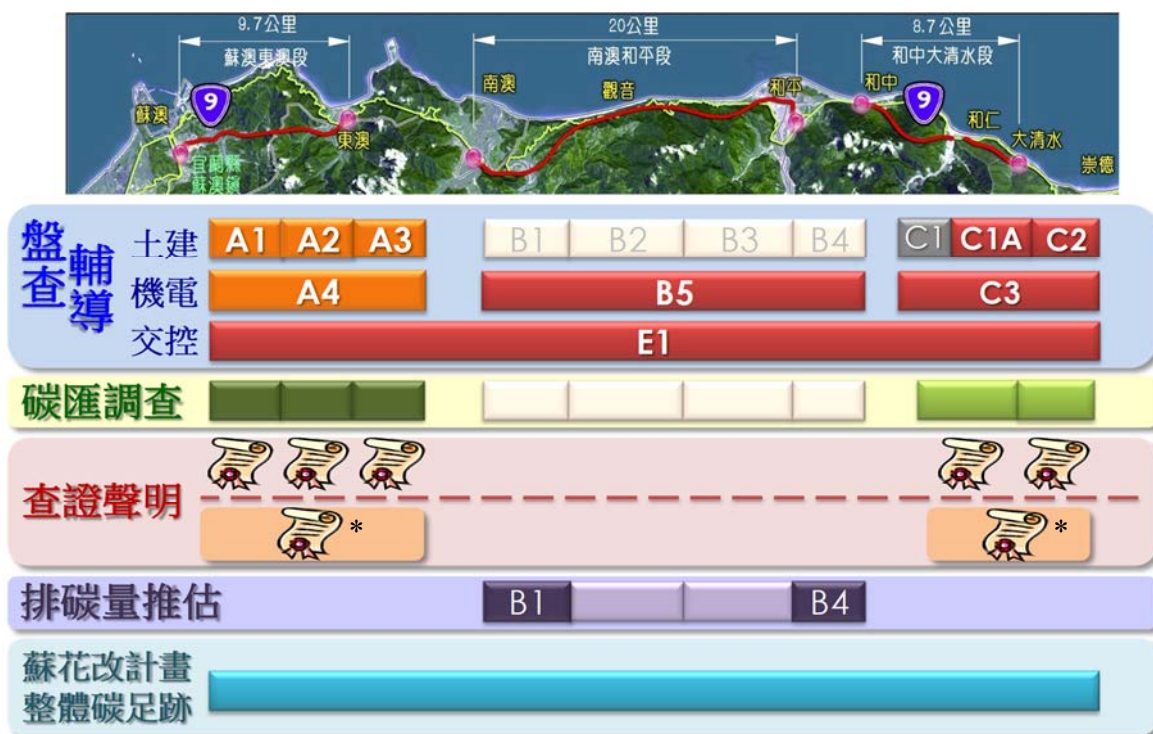 9.7公里 20公里 8.7公里
蘇澳東澳段 南澳和平段 和中大清水段
蘇澳 9 東澳 南澳 觀音 和平 和中 9 和仁 大清水 崇德
宜蘭縣
蘇澳鎮
盤查輔導
土建 A1 A2 A3 B1 B2 B3 B4 C1 C1A C2
機電 A4 B5 C3
交控 E1
碳匯調查
查證聲明
* *
排碳量推估 B1 B4
蘇花改計畫
整體碳足跡